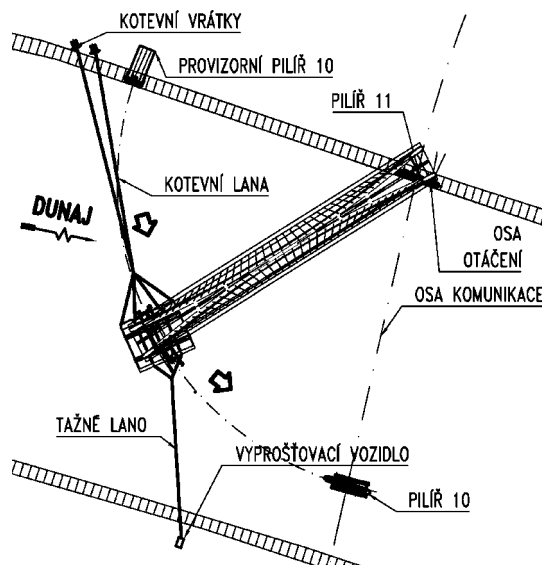 KOTEVNÍ VRÁTKY
PROVIZORNÍ PILÍŘ 10
PILÍŘ 11
KOTEVNÍ LANA
DUNAJ
OSA
OTÁČENÍ
OSA KOMUNIKACE
TAŽNÉ LANO
VYPROŠŤOVACÍ VOZIDLO
PILÍŘ 10